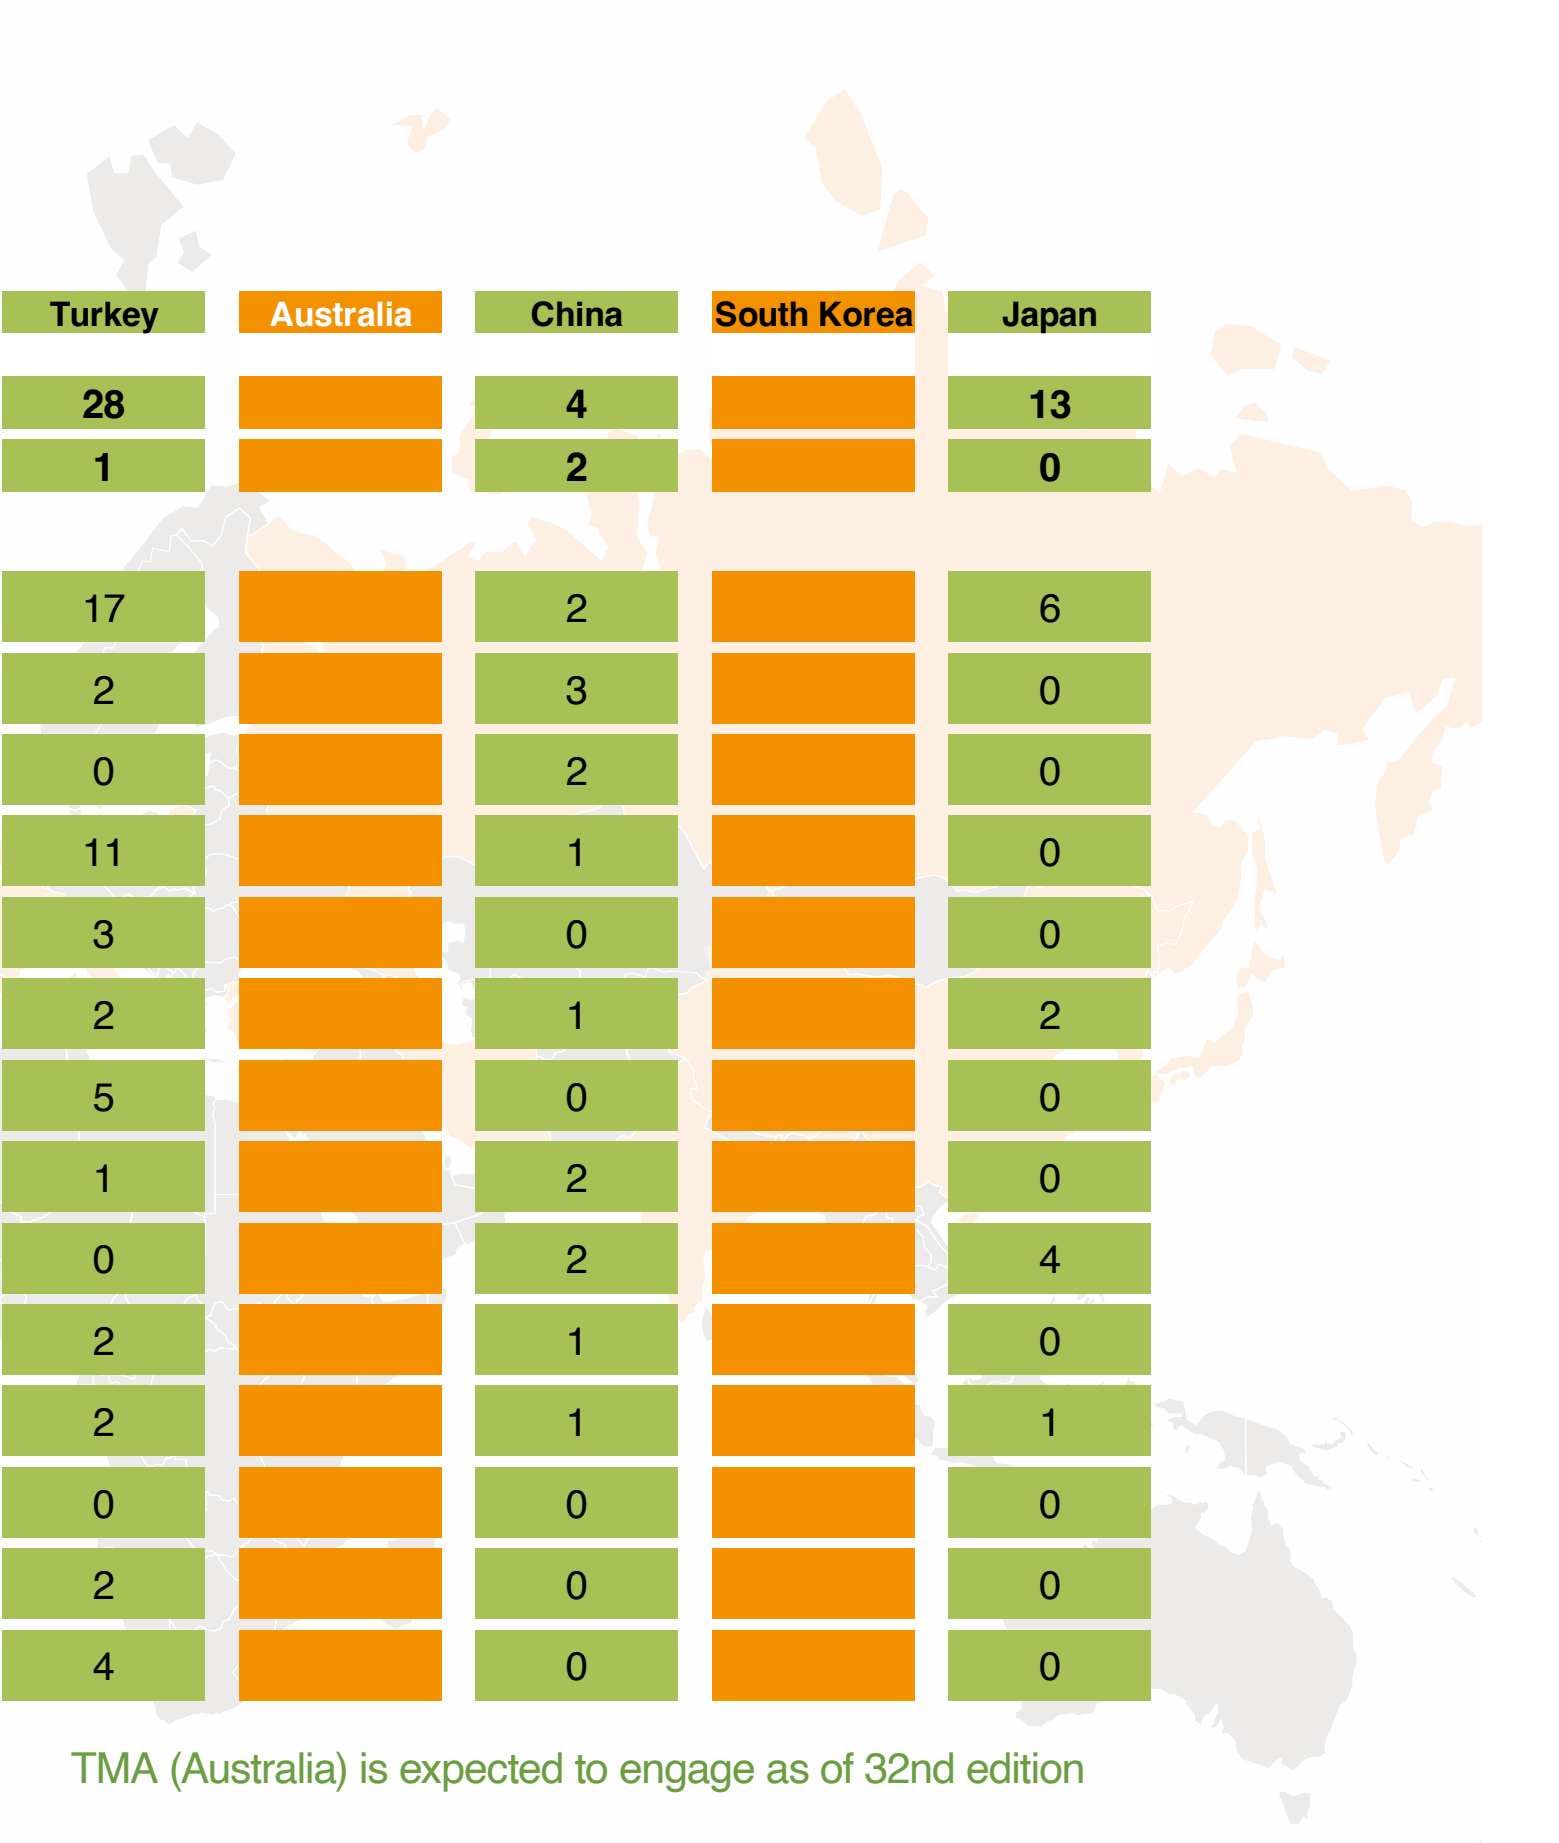 Turkey Australia China South Korea Japan
28 4 13
1 2 0
17 2 6
2 3 0
0 2 0
11 1 0
3 0 0
2 1 2
5 0 0
1 2 0
0 2 4
2 1 0
2 1 1
0 0 0
2 0 0
4 0 0
TMA (Australia) is expected to engage as of 32nd edition